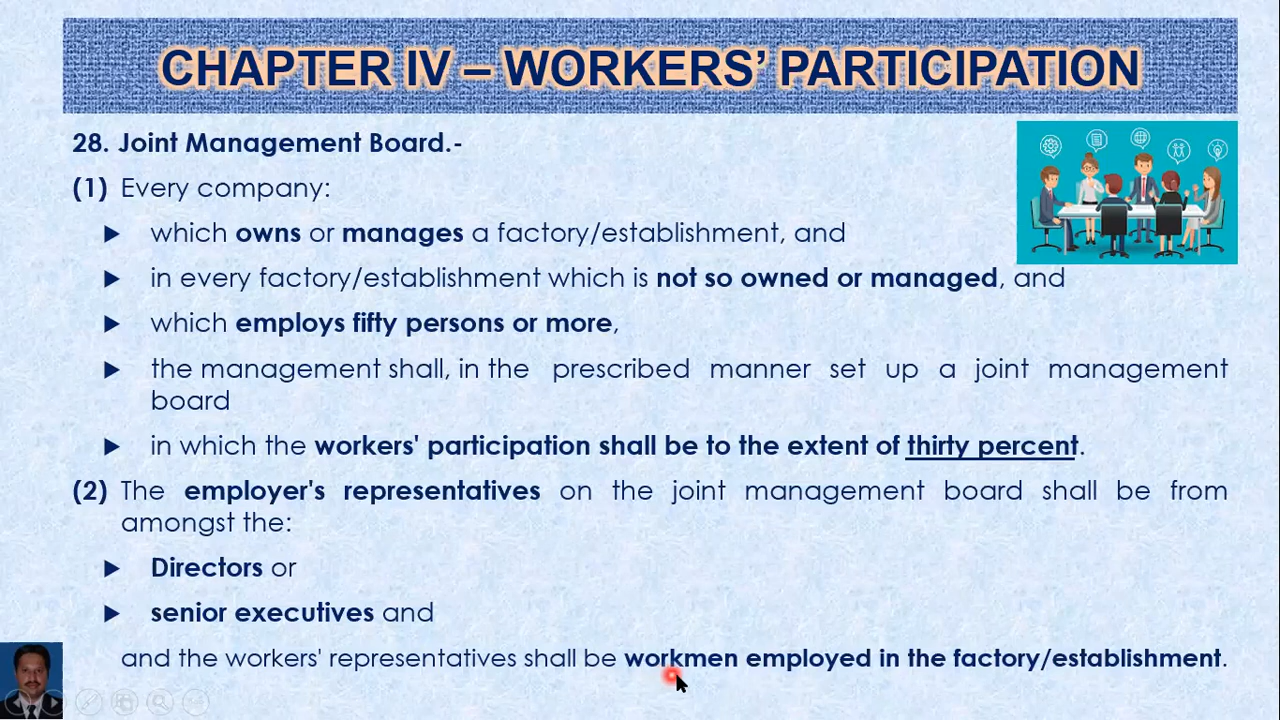 CHAPTER IV – WORKERS' PARTICIPATION
28. Joint Management Board.-
(1) Every company:
▶ which owns or manages a factory/establishment, and
▶ in every factory/establishment which is not so owned or managed, and
▶ which employs fifty persons or more,
▶ the management shall, in the prescribed manner set up a joint management
board
▶ in which the workers' participation shall be to the extent of thirty percent.
(2) The employer's representatives on the joint management board shall be from
amongst the:
▶ Directors or
▶ senior executives and
and the workers' representatives shall be workmen employed in the factory/establishment.